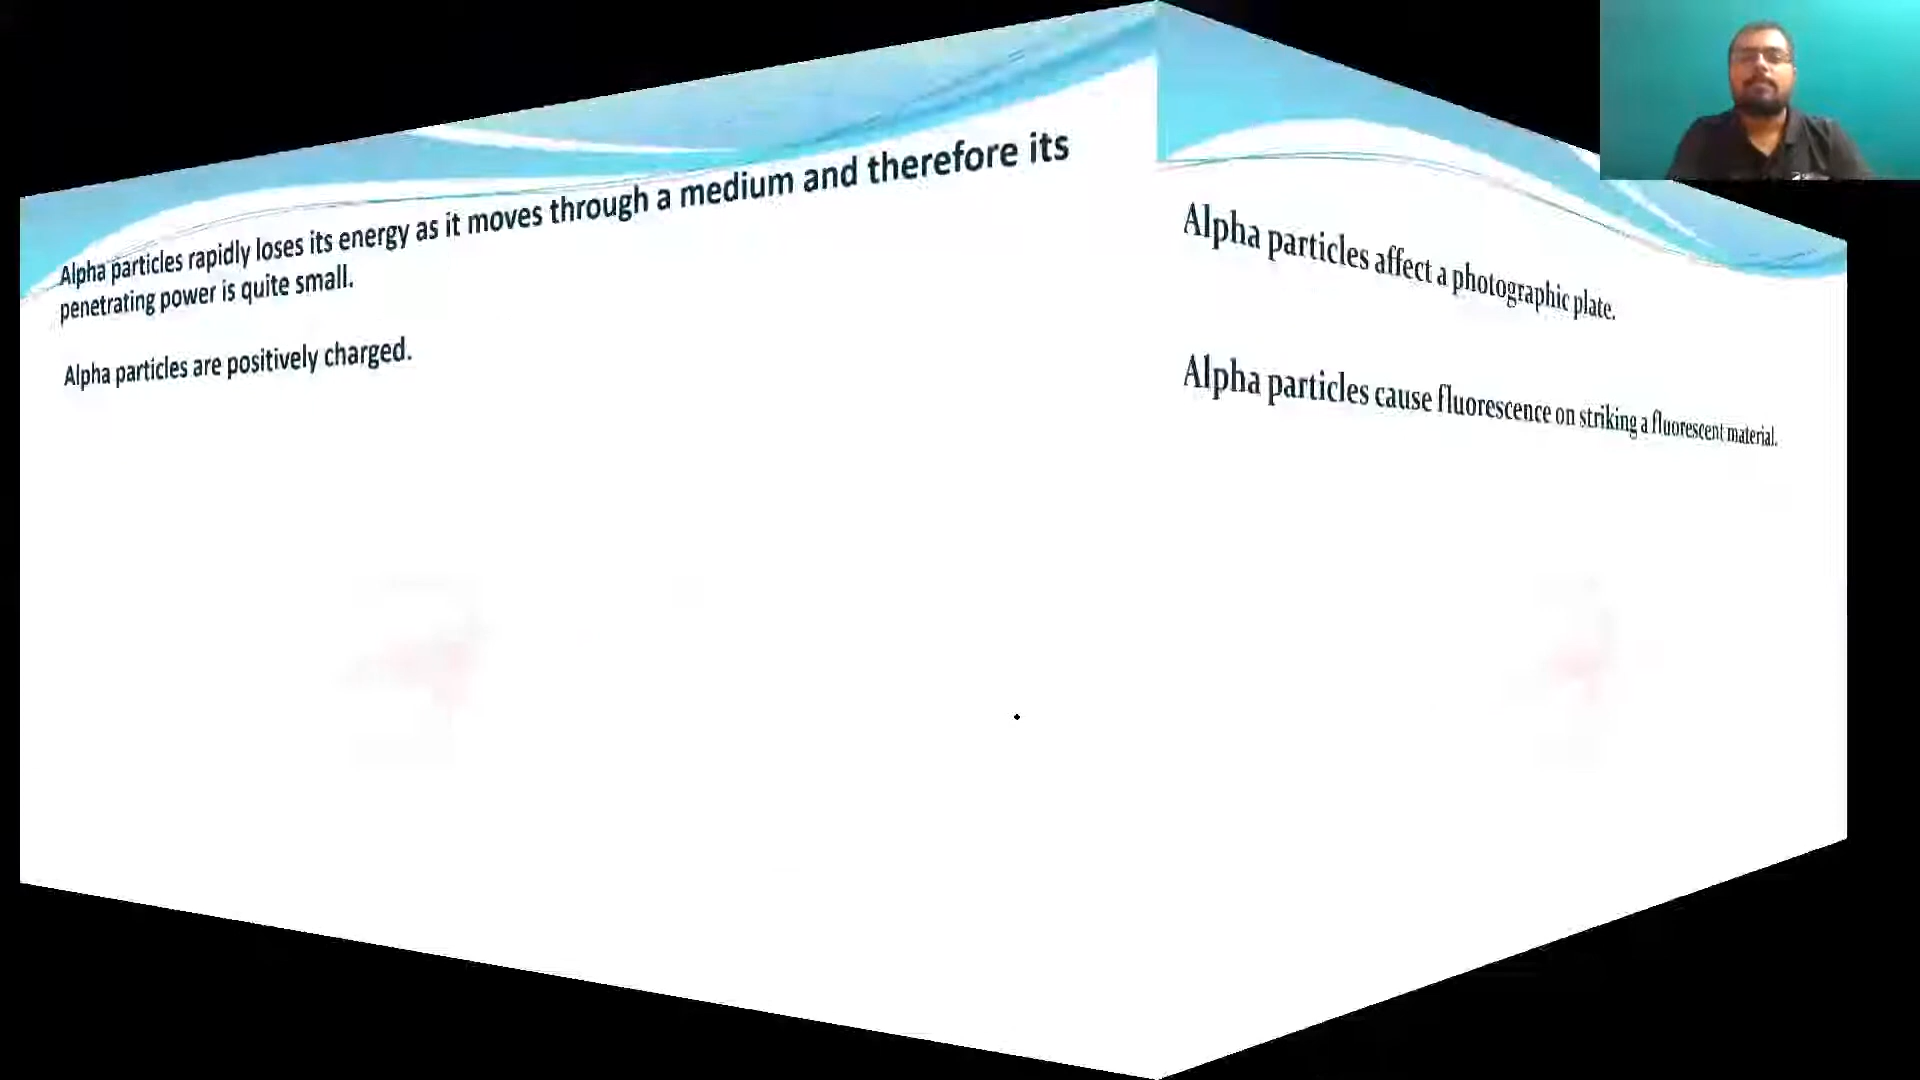 Alpha particles rapidly loses its energy as it moves through a medium and therefore its
penetrating power is quite small.
Alpha particles are positively charged.
Alpha particles affect a photographic plate.
Alpha particles cause fluorescence on striking a fluorescent material.